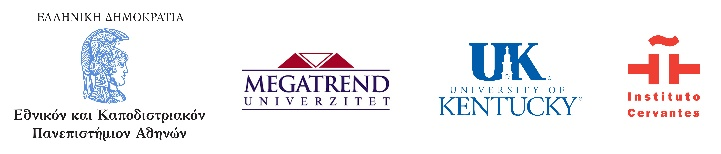 ΕΛΛΗΝΙΚΗ ΔΗΜΟΚΡΑΤΙΑ
Εθνικόν και Καποδιστριακόν
Πανεπιστήμιον Αθηνών
MEGATREND
UNIVERZITET
UK
UNIVERSITY OF
KENTUCKY
Instituto
Cervantes